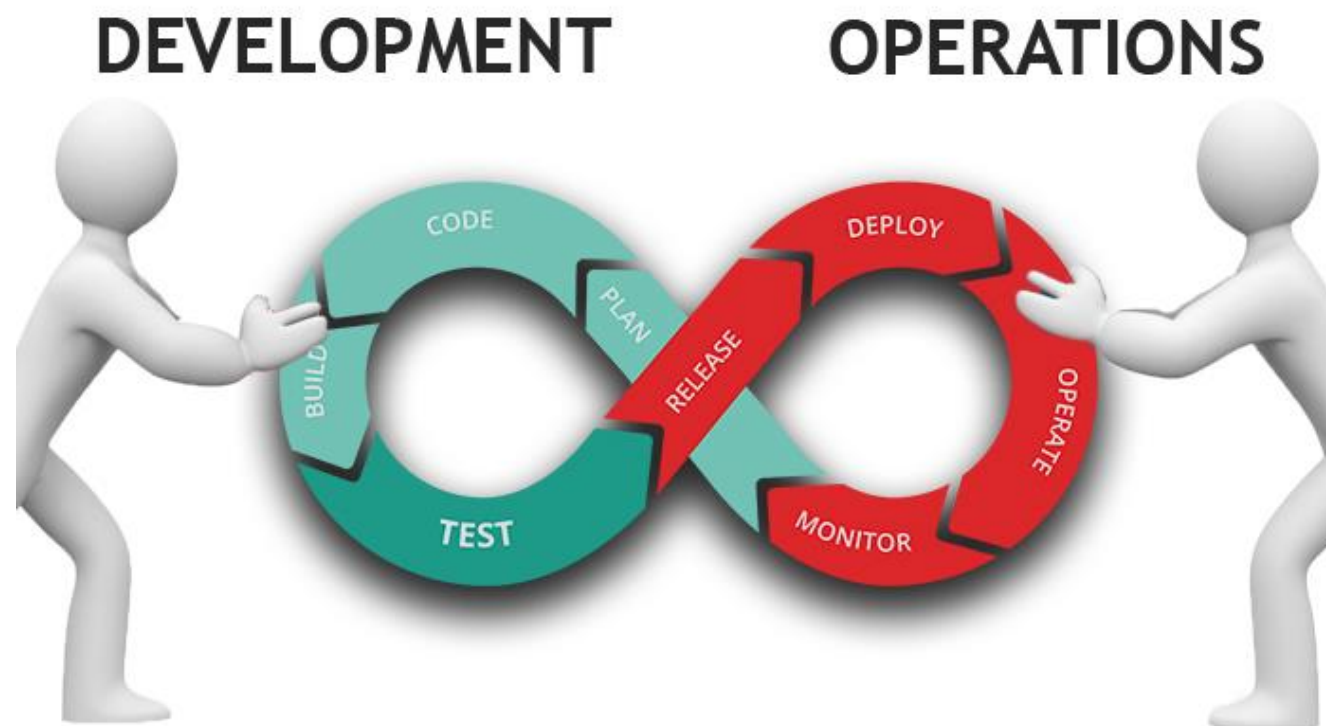 DEVELOPMENT
OPERATIONS
CODE
DEPLOY
PLAN
BUILD
RELEASE
OPERATE
TEST
MONITOR